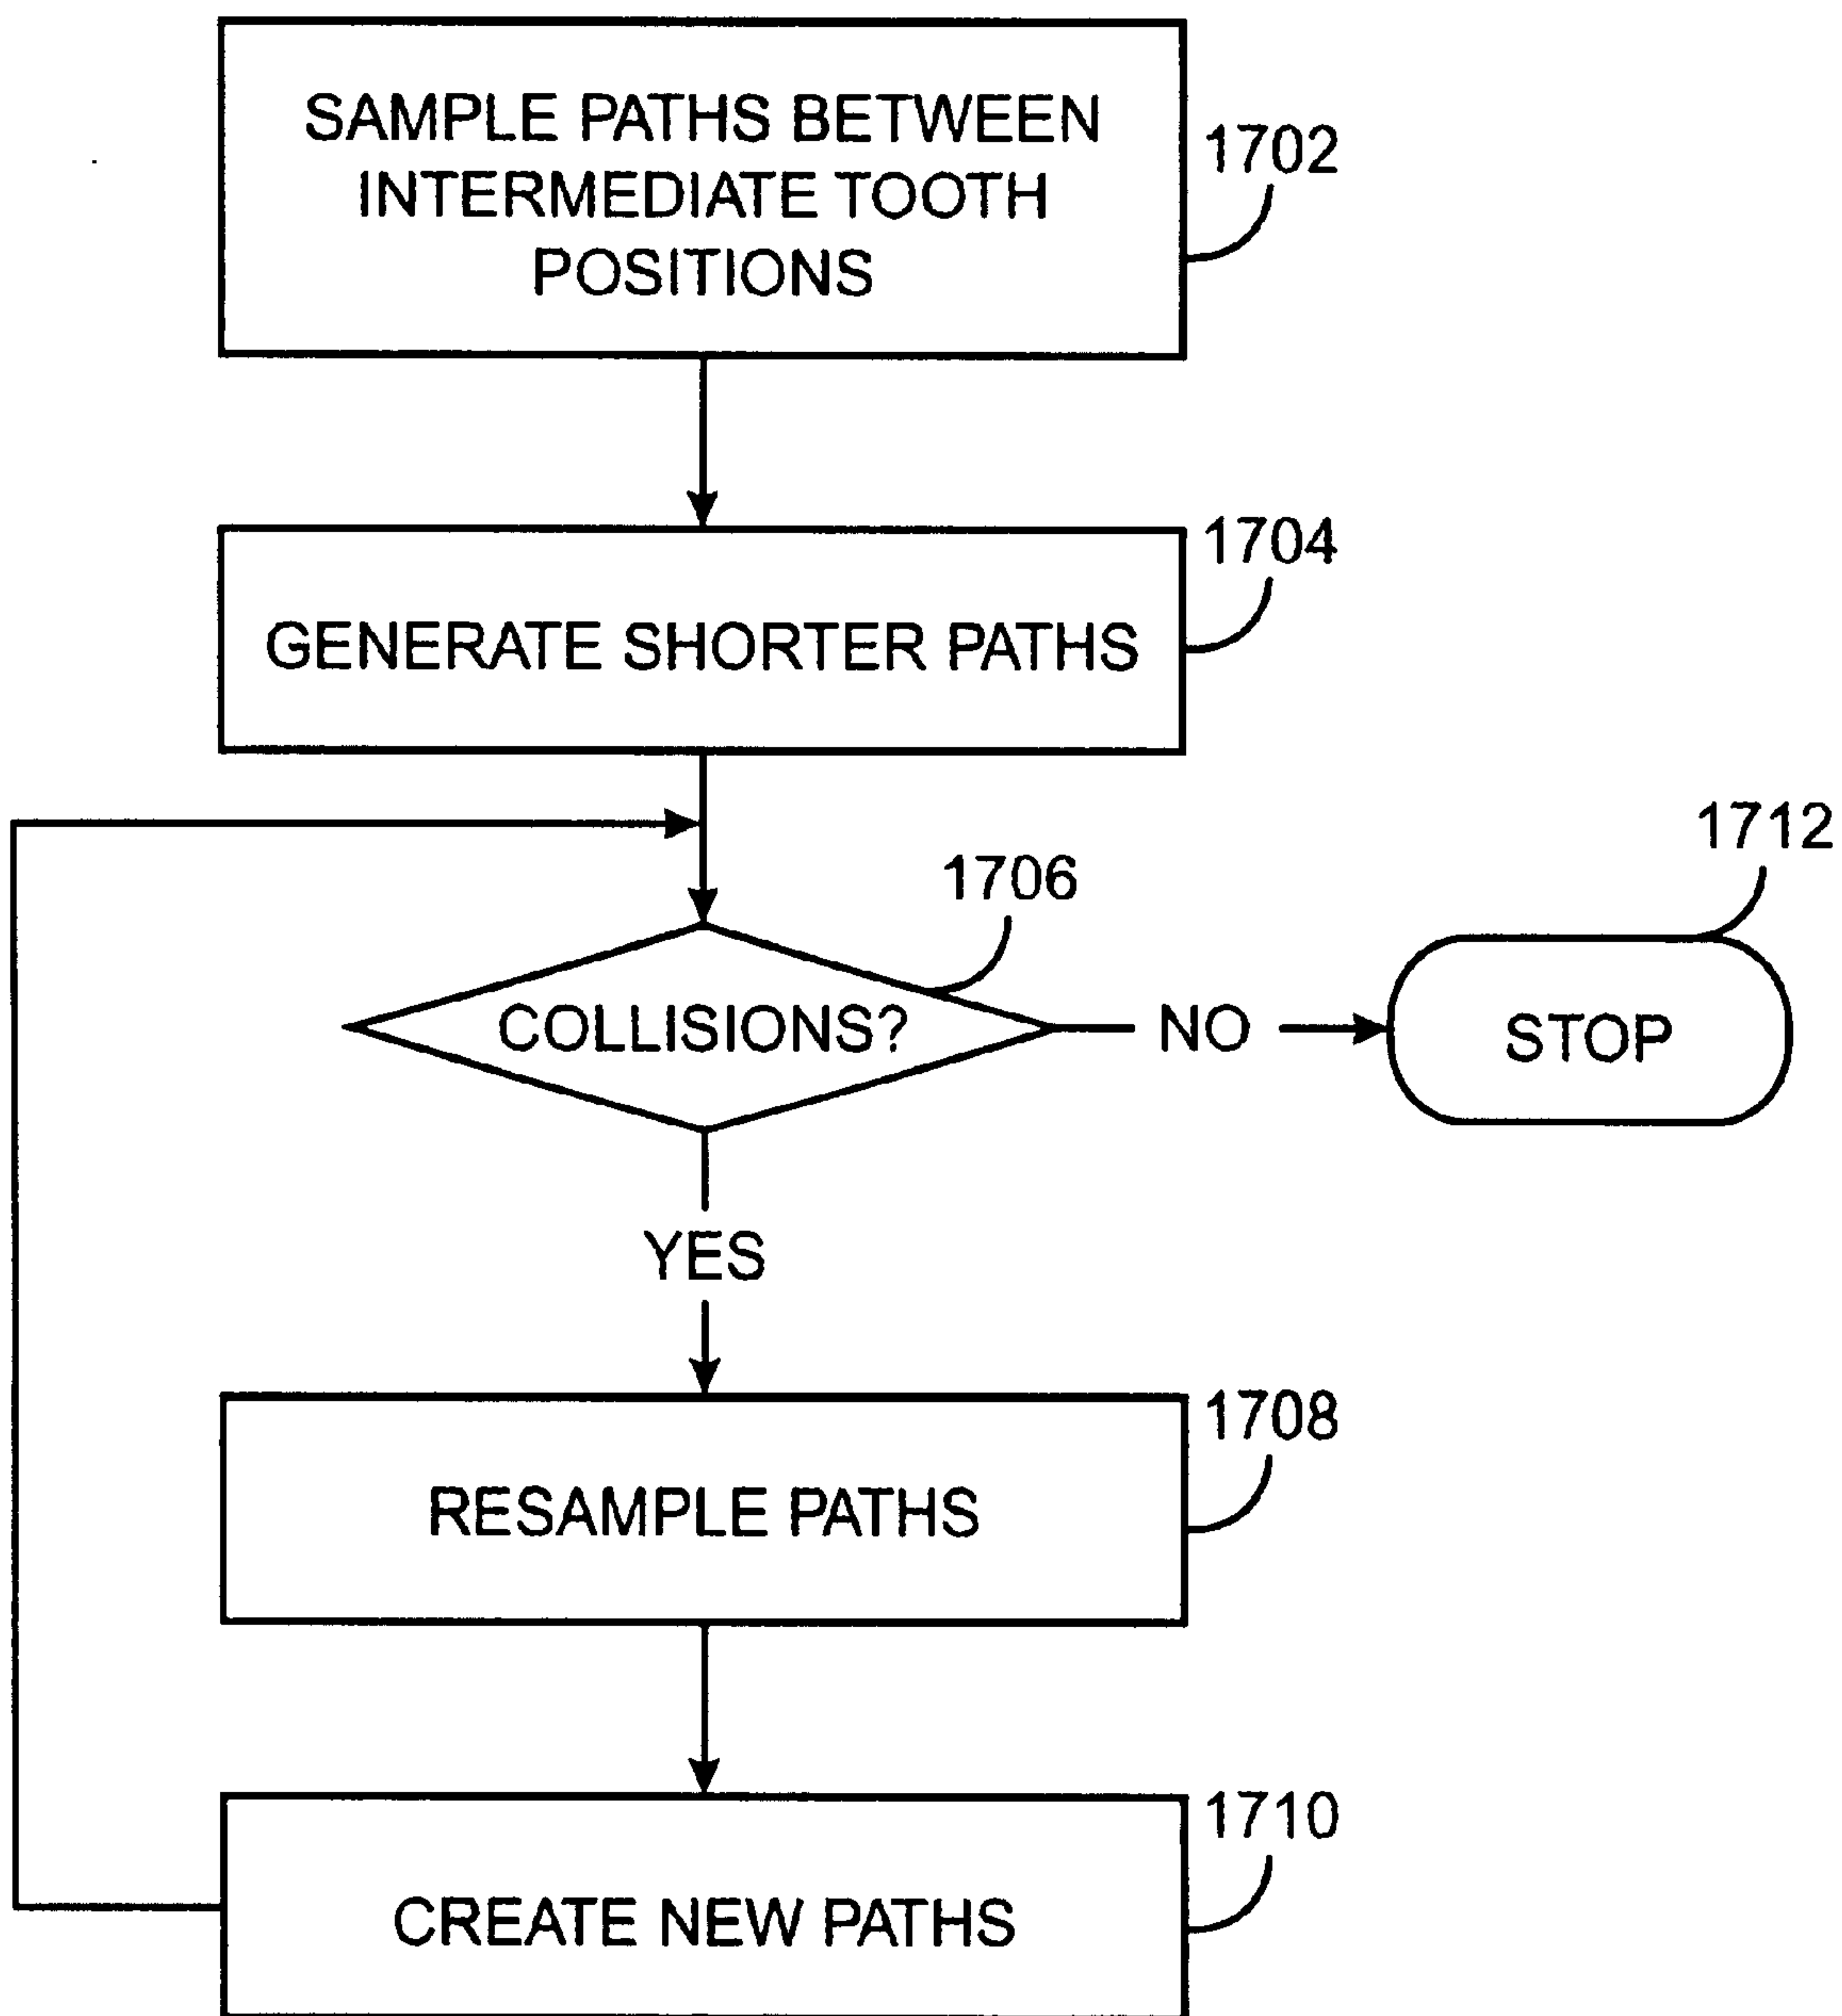 SAMPLE PATHS BETWEEN
INTERMEDIATE TOOTH
POSITIONS
1702
GENERATE SHORTER PATHS
1704
COLLISIONS?
1706
NO
STOP
1712
YES
RESAMPLE PATHS
1708
CREATE NEW PATHS
1710